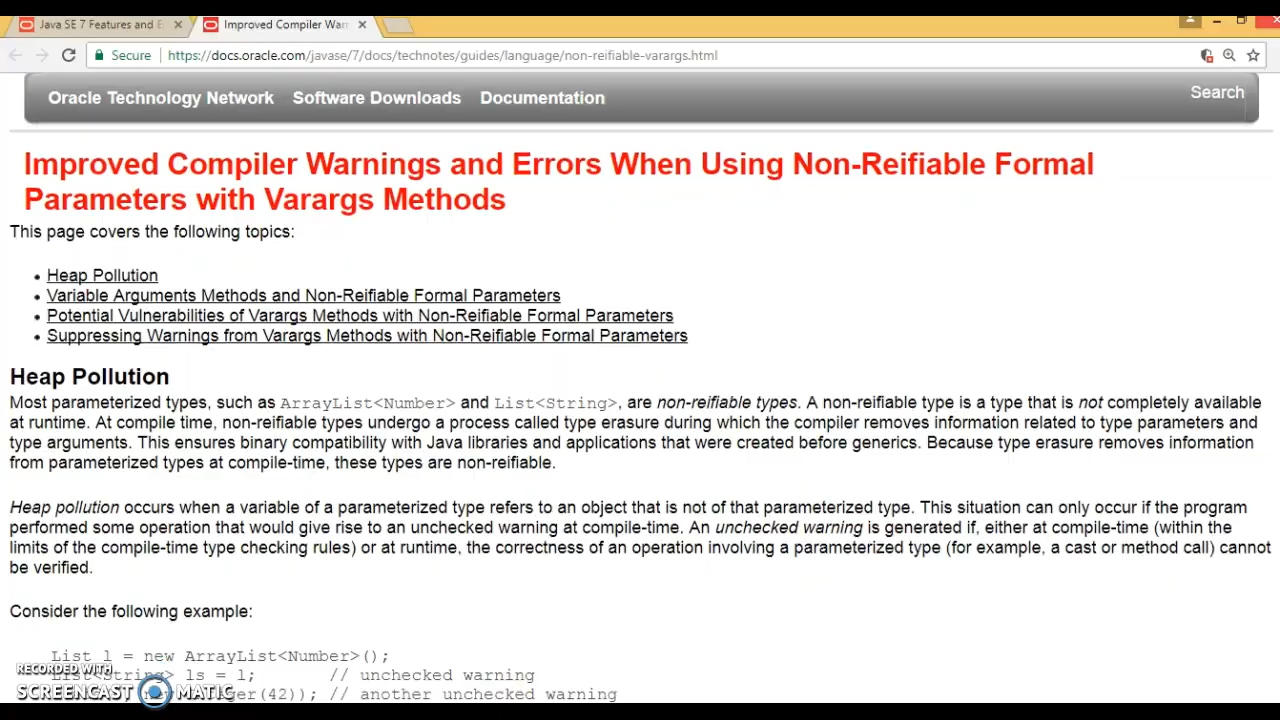 Java SE 7 Features and E
Improved Compiler War
Secure
https://docs.oracle.com/javase/7/docs/technotes/guides/language/non-reifiable-varargs.html
Oracle Technology Network Software Downloads Documentation
Search
Improved Compiler Warnings and Errors When Using Non-Reifiable Formal
Parameters with Varargs Methods
This page covers the following topics:
• Heap Pollution
• Variable Arguments Methods and Non-Reifiable Formal Parameters
• Potential Vulnerabilities of Varargs Methods with Non-Reifiable Formal Parameters
• Suppressing Warnings from Varargs Methods with Non-Reifiable Formal Parameters
Heap Pollution
Most parameterized types, such as ArrayList<Number> and List<String>, are non-reifiable types. A non-reifiable type is a type that is not completely available
at runtime. At compile time, non-reifiable types undergo a process called type erasure during which the compiler removes information related to type parameters and
type arguments. This ensures binary compatibility with Java libraries and applications that were created before generics. Because type erasure removes information
from parameterized types at compile-time, these types are non-reifiable.
Heap pollution occurs when a variable of a parameterized type refers to an object that is not of that parameterized type. This situation can only occur if the program
performed some operation that would give rise to an unchecked warning at compile-time. An unchecked warning is generated if, either at compile-time (within the
limits of the compile-time type checking rules) or at runtime, the correctness of an operation involving a parameterized type (for example, a cast or method call) cannot
be verified.
Consider the following example:
List l = new ArrayList<Number>();
List<String> ls = l; // unchecked warning
(42)); // another unchecked warning
RECORDED WITH
SCREENCAST MATIC